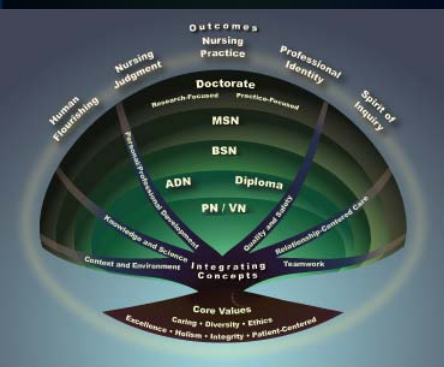 Outcomes
Nursing
Practice
Nursing
Judgment
Professional
Identity
Human
Flourishing
Spirit of
Inquiry
Doctorate
Research-Focused Practice-Focused
MSN
BSN
ADN
Diploma
PN / VN
Personal/Professional Development
Quality and Safety
Knowledge and Science
Relationship-Centered Care
Context and Environment
Teamwork
Integrating
Concepts
Core Values
Caring • Diversity • Ethics
Excellence • Holism • Integrity • Patient-Centered